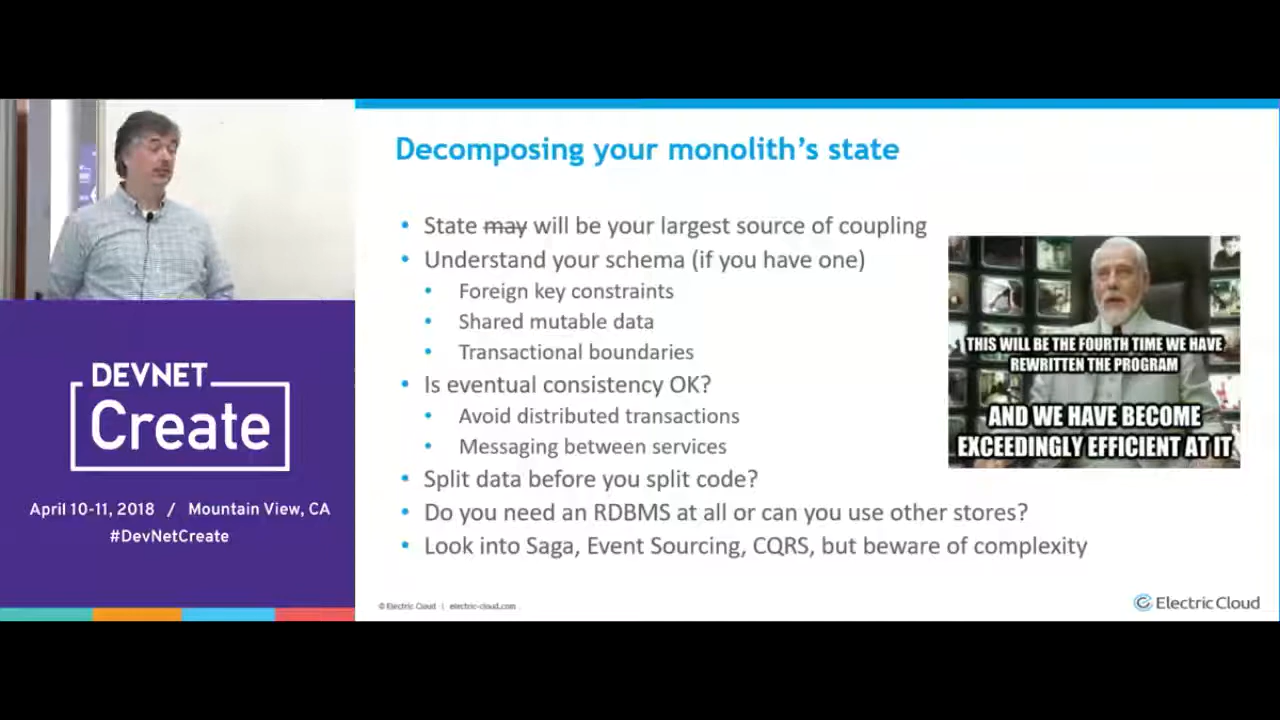 DEVNET
Create
April 10-11, 2018 / Mountain View, CA
#DevNetCreate
Decomposing your monolith's state
• State may will be your largest source of coupling
• Understand your schema (if you have one)
• Foreign key constraints
• Shared mutable data
• Transactional boundaries
• Is eventual consistency OK?
• Avoid distributed transactions
• Messaging between services
• Split data before you split code?
• Do you need an RDBMS at all or can you use other stores?
• Look into Saga, Event Sourcing, CQRS, but beware of complexity
THIS WILL BE THE FOURTH TIME WE HAVE
REWRITTEN THE PROGRAM
AND WE HAVE BECOME
EXCEEDINGLY EFFICIENT AT IT
© Electric Cloud | electric-cloud.com
Electric Cloud